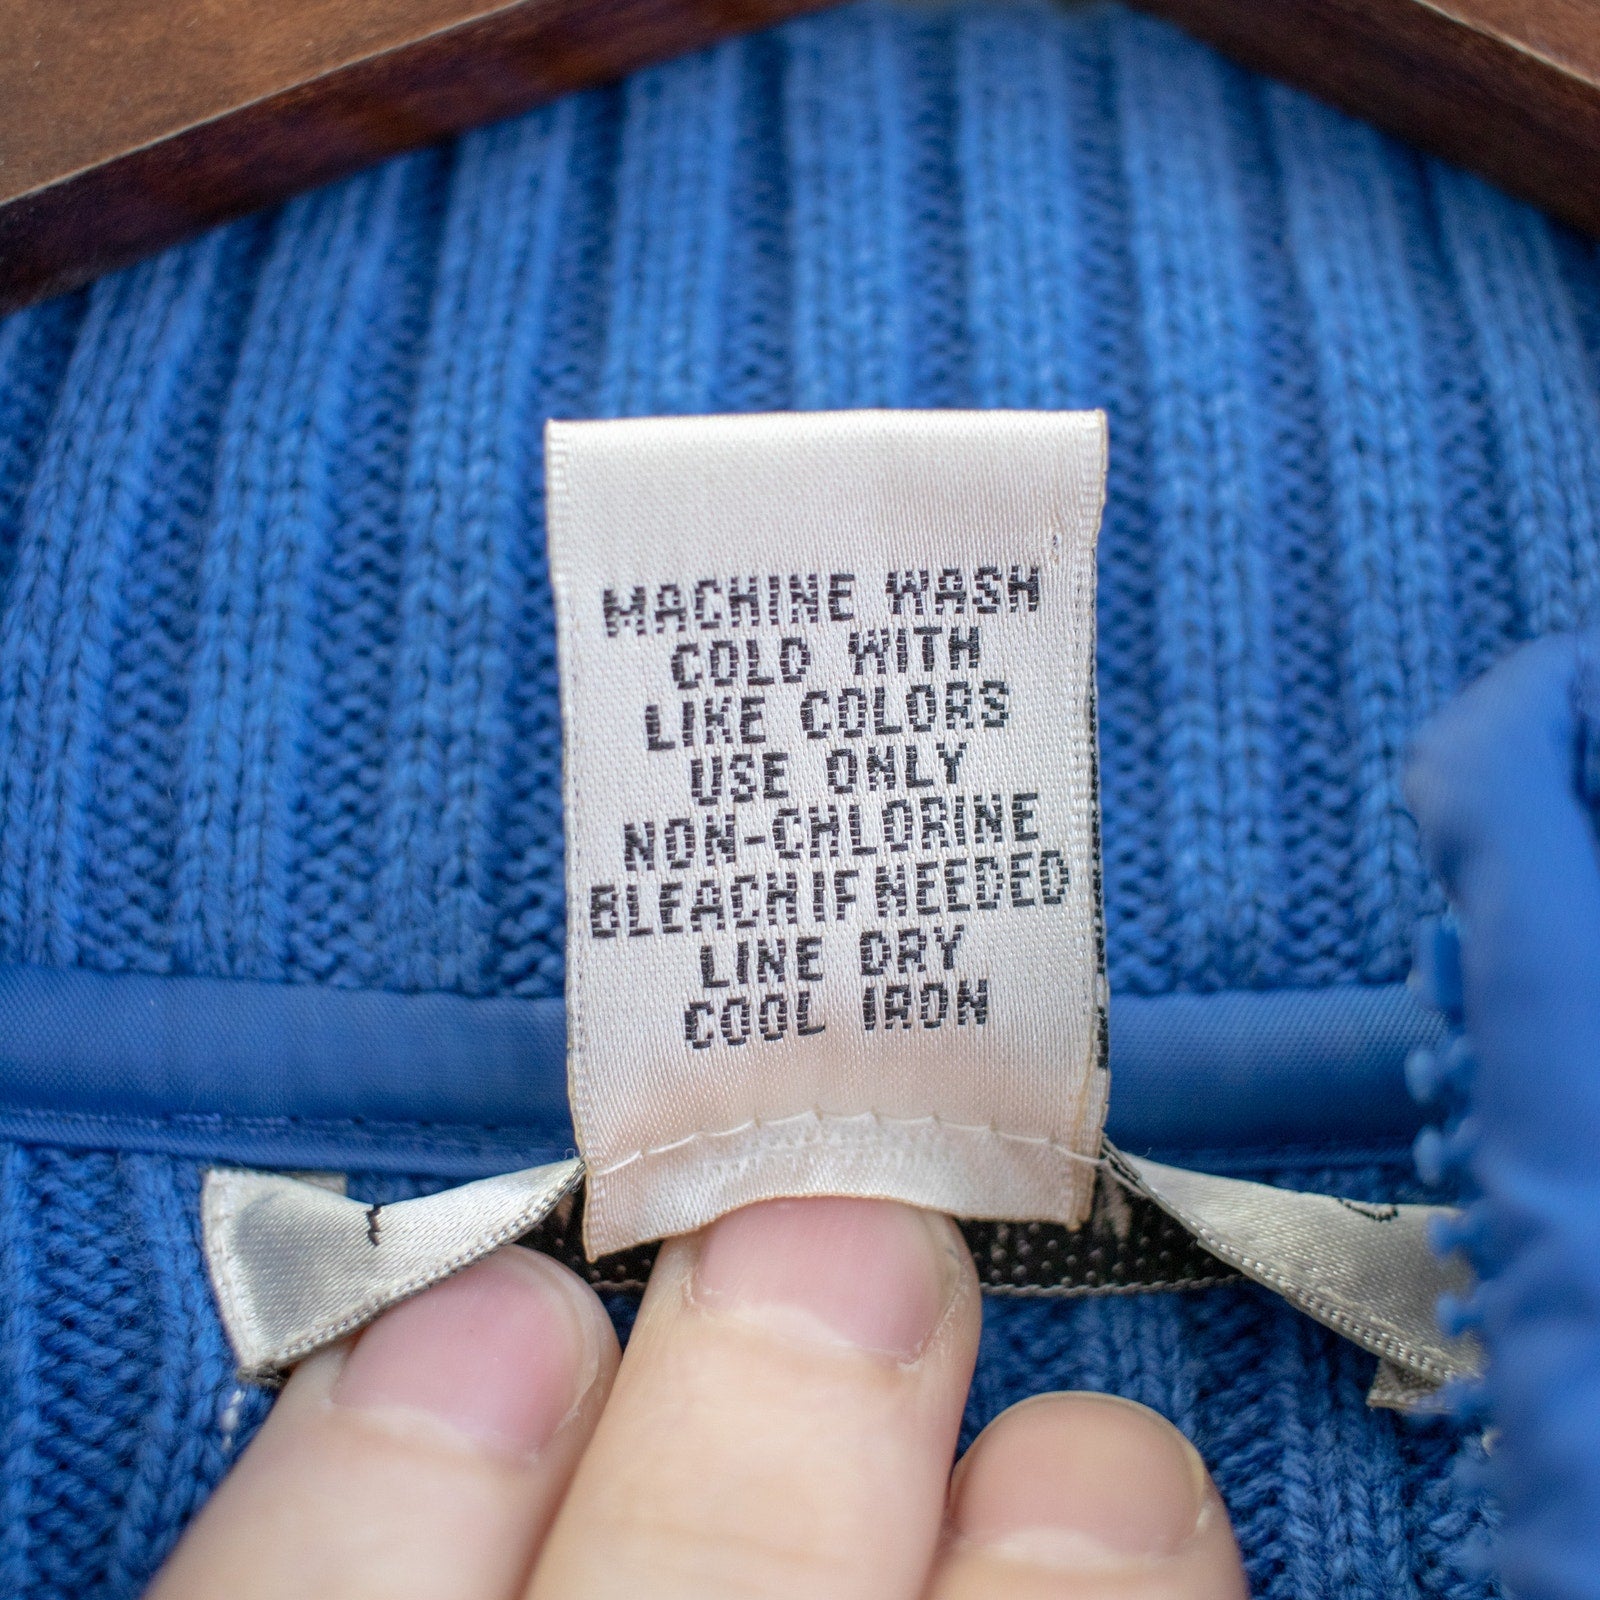 MACHINE WASH
COLD WITH
LIKE COLORS
USE ONLY
NON-CHLORINE
BLEACH IF NEEDED
LINE DRY
COOL IRON